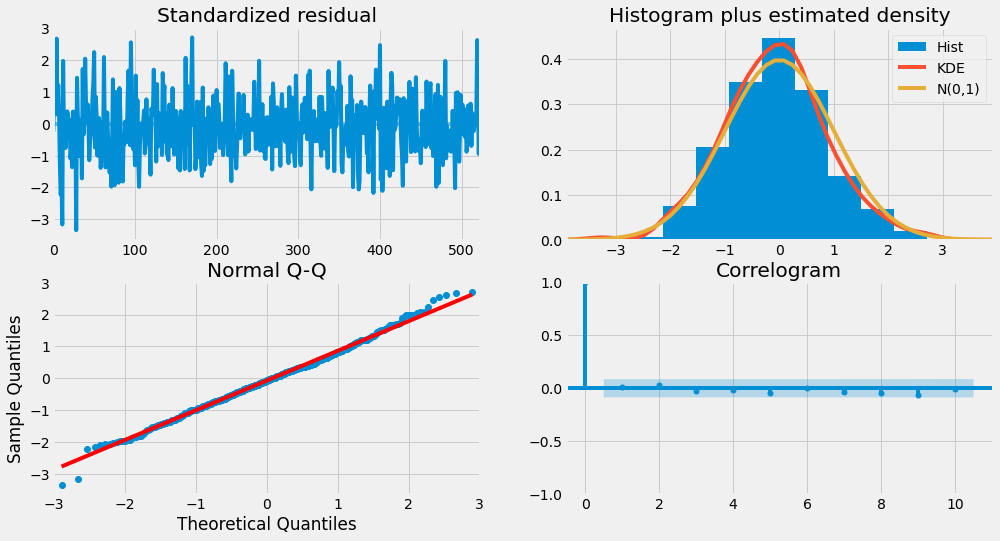 Standardized residual
3
2
1
0
−1
−2
−3
0 100 200 300 400 500
Histogram plus estimated density
0.4
0.3
0.2
0.1
0.0
−3 −2 −1 0 1 2 3
Hist
KDE
N(0,1)
Normal Q-Q
Sample Quantiles
3
2
1
0
−1
−2
−3
−3 −2 −1 0 1 2 3
Theoretical Quantiles
Correlogram
1.0
0.5
0.0
−0.5
−1.0
0 2 4 6 8 10